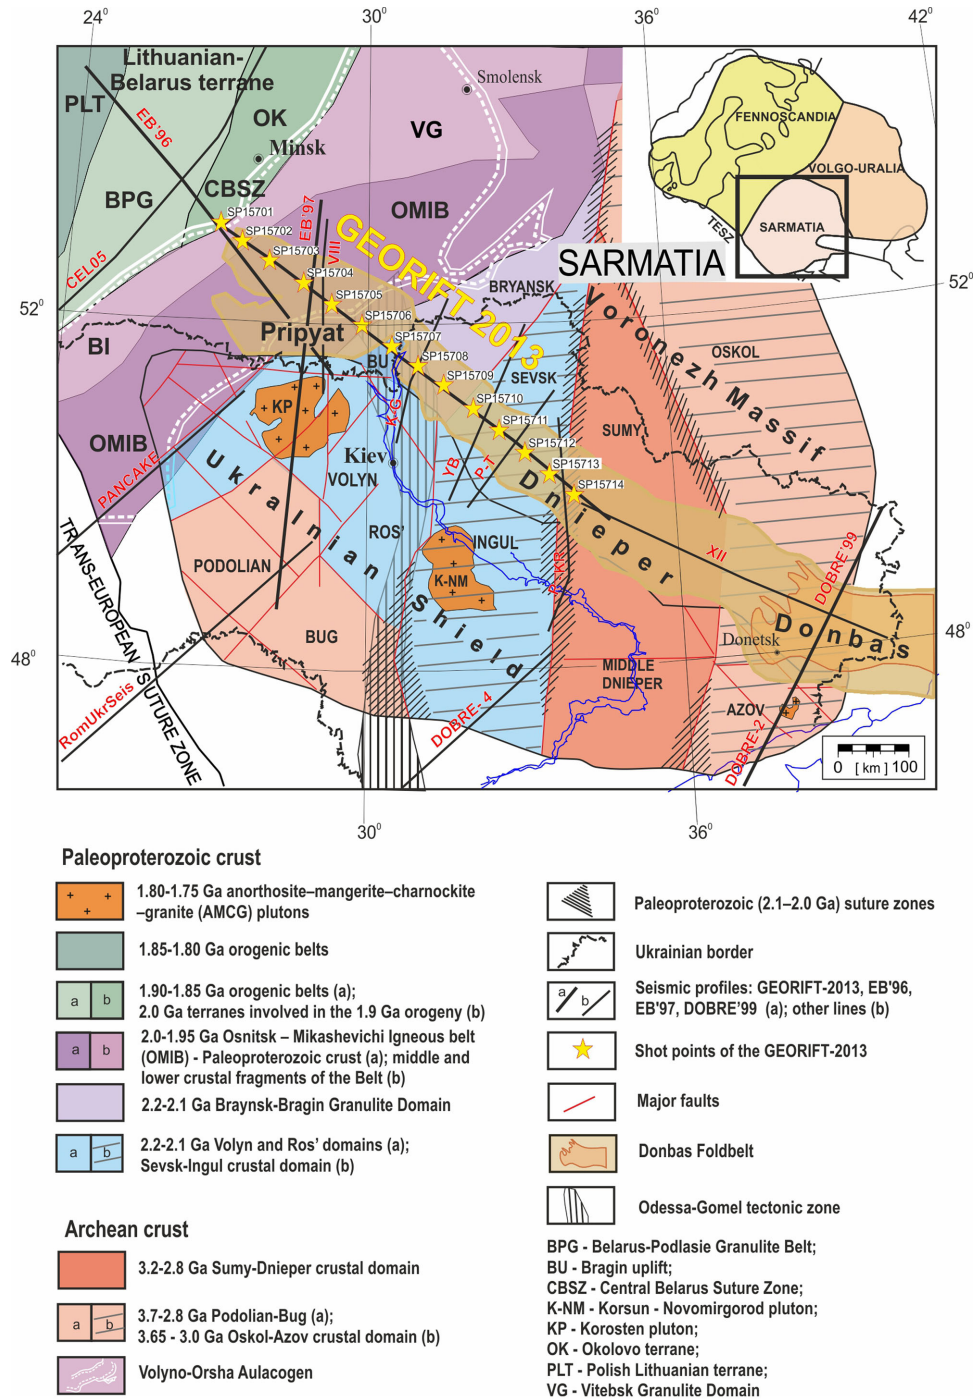 24⁰
30⁰
36⁰
42⁰
Lithuanian-
Belarus terrane
PLT
EB'96
OK
Minsk
Smolensk
VG
BPG
CBSZ
OMIB
CEL05
EB'97
VIII
GEORIFT 2013
FENNOSCANDIA
VOLGO-URALIA
SARMATIA
TESZ
SARMATIA
SP15701
SP15702
SP15703
SP15704
SP15705
SP15706
SP15707
SP15708
SP15709
SP15710
SP15711
SP15712
SP15713
SP15714
52⁰
52⁰
BRYANSK
Voronezh Massif
OSKOL
Pripyat
BI
BU
SEVSK
KP
K-G
SUMY
OMIB
PANCAKE
Kiev
VOLYN
YB
P-T
Dnieper
Ukrainian
Shield
ROS'
INGUL
K-NM
PODOLIAN
BUG
XII
DOBRE'99
Donbas
Donetsk
48⁰
48⁰
TRANS-EUROPEAN SUTURE ZONE
RomUkrSeis
DOBRE-4
MIDDLE
DNIEPER
AZOV
DOBRE-2
0 [ km ] 100
30⁰
36⁰
Paleoproterozoic crust
1.80-1.75 Ga anorthosite–mangerite–charnockite
–granite (AMCG) plutons
1.85-1.80 Ga orogenic belts
a b
1.90-1.85 Ga orogenic belts (a);
2.0 Ga terranes involved in the 1.9 Ga orogeny (b)
a b
2.0-1.95 Ga Osnitsk – Mikashevichi Igneous belt
(OMIB) - Paleoproterozoic crust (a); middle and
lower crustal fragments of the Belt (b)
2.2-2.1 Ga Braynsk-Bragin Granulite Domain
a b
2.2-2.1 Ga Volyn and Ros' domains (a);
Sevsk-Ingul crustal domain (b)
Archean crust
3.2-2.8 Ga Sumy-Dnieper crustal domain
a b
3.7-2.8 Ga Podolian-Bug (a);
3.65 - 3.0 Ga Oskol-Azov crustal domain (b)
Volyno-Orsha Aulacogen
Paleoproterozoic (2.1–2.0 Ga) suture zones
Ukrainian border
a b
Seismic profiles: GEORIFT-2013, EB'96,
EB'97, DOBRE'99 (a); other lines (b)
Shot points of the GEORIFT-2013
Major faults
Donbas Foldbelt
Odessa-Gomel tectonic zone
BPG - Belarus-Podlasie Granulite Belt;
BU - Bragin uplift;
CBSZ - Central Belarus Suture Zone;
K-NM - Korsun - Novomirgorod pluton;
KP - Korosten pluton;
OK - Okolovo terrane;
PLT - Polish Lithuanian terrane;
VG - Vitebsk Granulite Domain